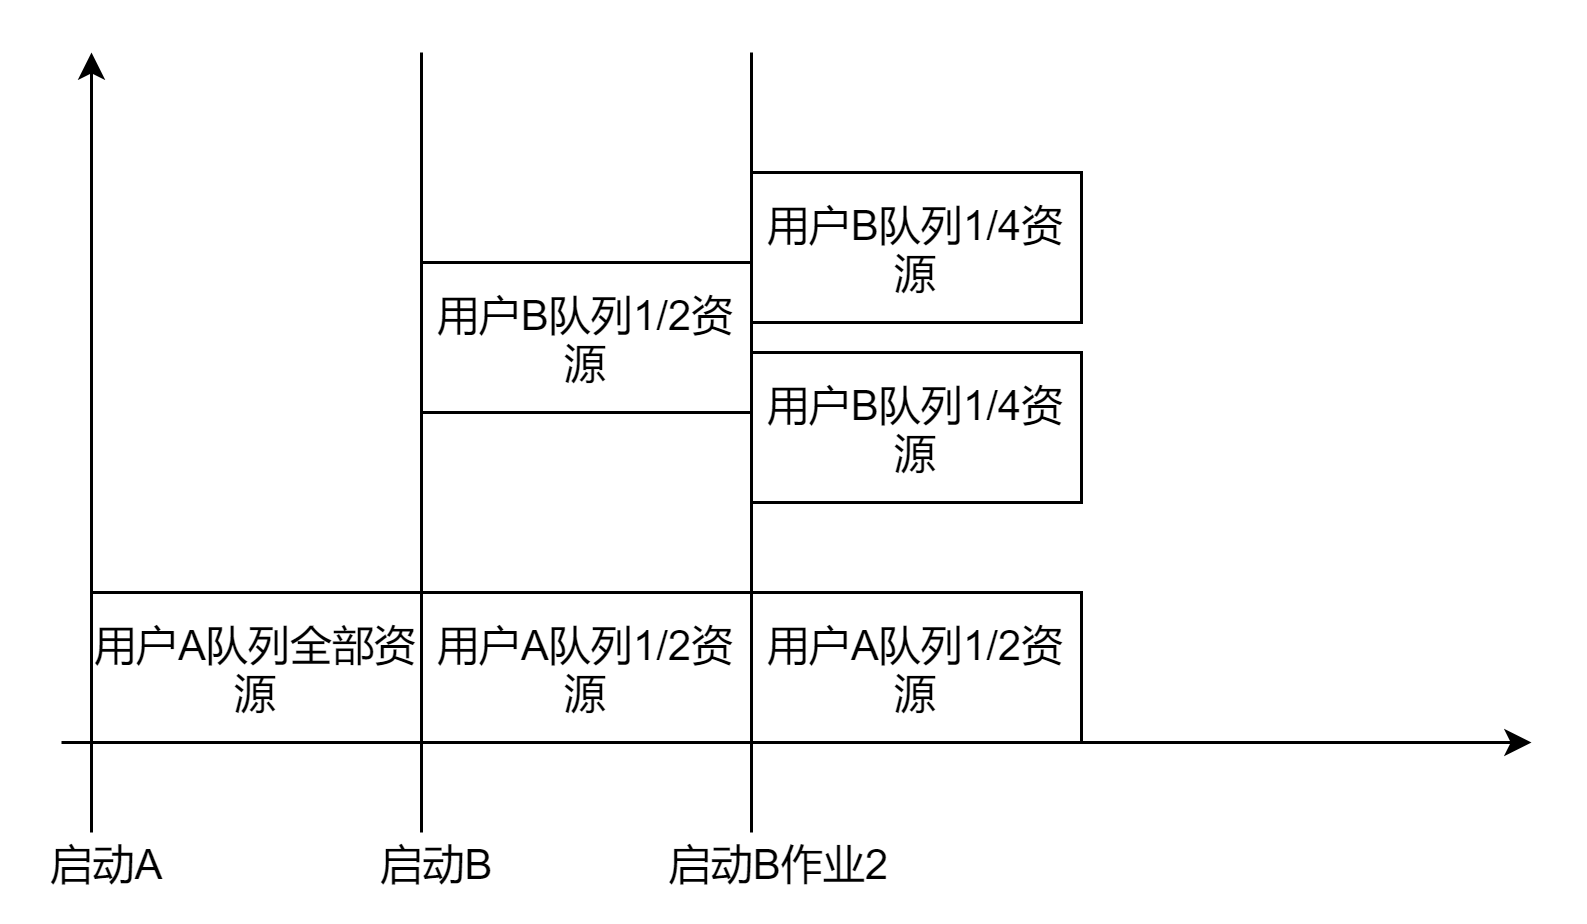 用户B队列1/4资
源
用户B队列1/2资
源
用户B队列1/4资
源
用户A队列全部资
源
用户A队列1/2资
源
用户A队列1/2资
源
启动A
启动B
启动B作业2